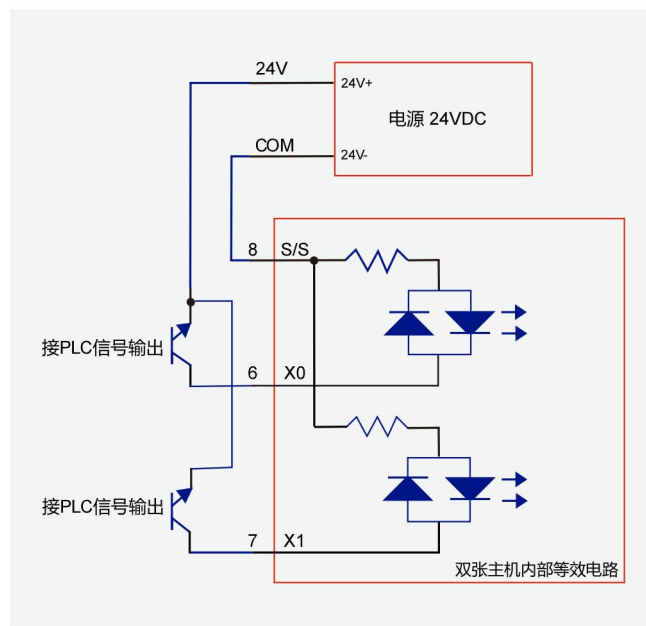 24V
24V+
电源 24VDC
COM
24V-
8 S/S
接PLC信号输出
6 X0
接PLC信号输出
7 X1
双张主机内部等效电路